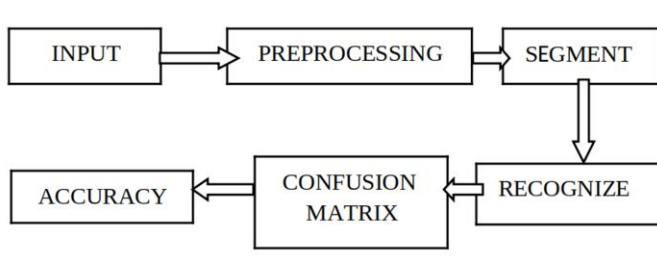 INPUT
PREPROCESSING
SEGMENT
RECOGNIZE
CONFUSION
MATRIX
ACCURACY